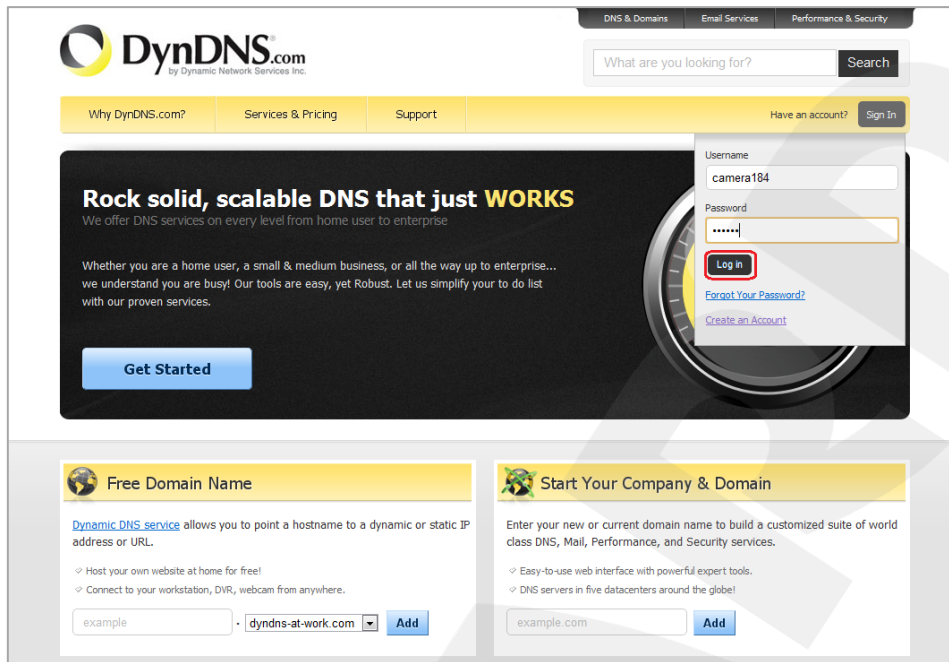 DNS & Domains Email Services Performance & Security
DynDNS.com
by Dynamic Network Services Inc.
What are you looking for? Search
Why DynDNS.com? Services & Pricing Support Have an account? Sign In
Username
camera184
Password
••••••
Log in
Forgot Your Password?
Create an Account
Rock solid, scalable DNS that just WORKS
We offer DNS services on every level from home user to enterprise
Whether you are a home user, a small & medium business, or all the way up to enterprise...
we understand you are busy! Our tools are easy, yet Robust. Let us simplify your to do list
with our proven services.
Get Started
Free Domain Name
Dynamic DNS service allows you to point a hostname to a dynamic or static IP
address or URL.
Host your own website at home for free!
Connect to your workstation, DVR, webcam from anywhere.
example . dyndns-at-work.com Add
Start Your Company & Domain
Enter your new or current domain name to build a customized suite of world
class DNS, Mail, Performance, and Security services.
Easy-to-use web interface with powerful expert tools.
DNS servers in five datacenters around the globe!
example.com Add